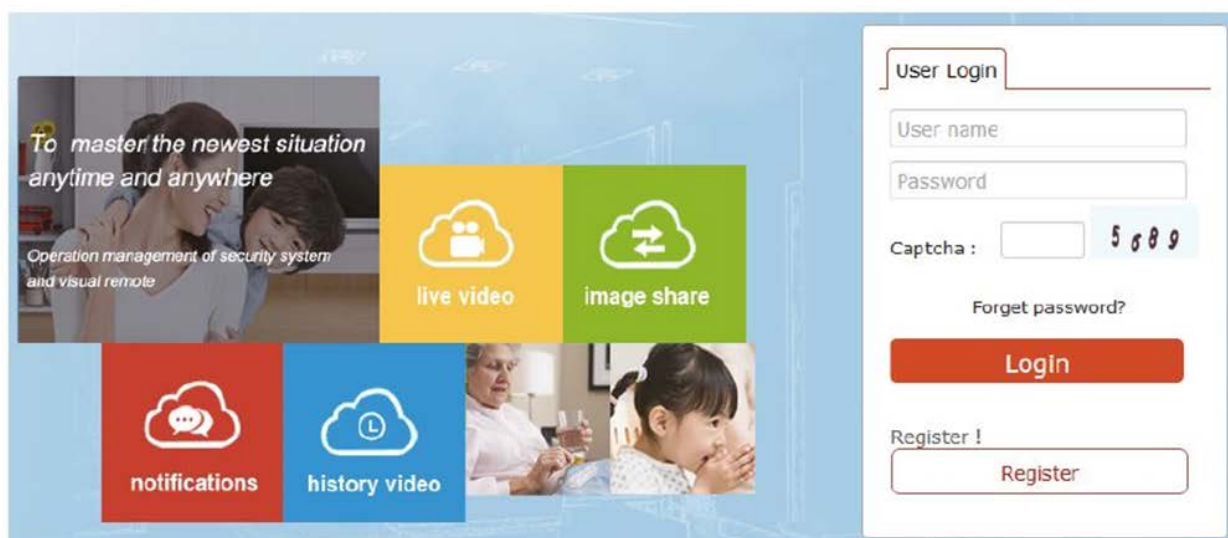 To master the newest situation
anytime and anywhere
Operation management of security system
and visual remote
live video
image share
notifications
history video
User Login
User name
Password
Captcha :
5689
Forget password?
Login
Register !
Register